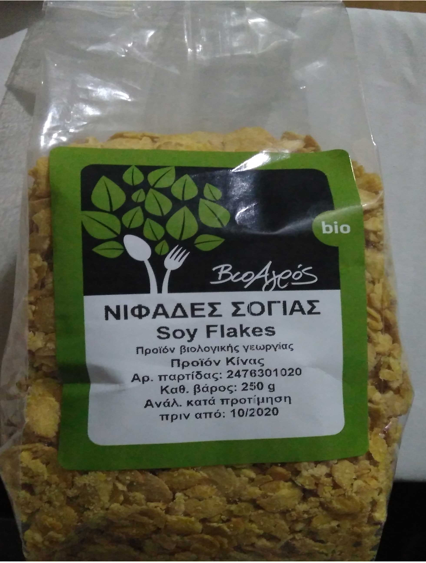 bio
ΒιοΑγρός
ΝΙΦΑΔΕΣ ΣΟΓΙΑΣ
Soy Flakes
Προϊόν βιολογικής γεωργίας
Προϊόν Κίνας
Αρ. παρτίδας: 2476301020
Καθ. βάρος: 250 g
Ανάλ. κατά προτίμηση
πριν από: 10/2020